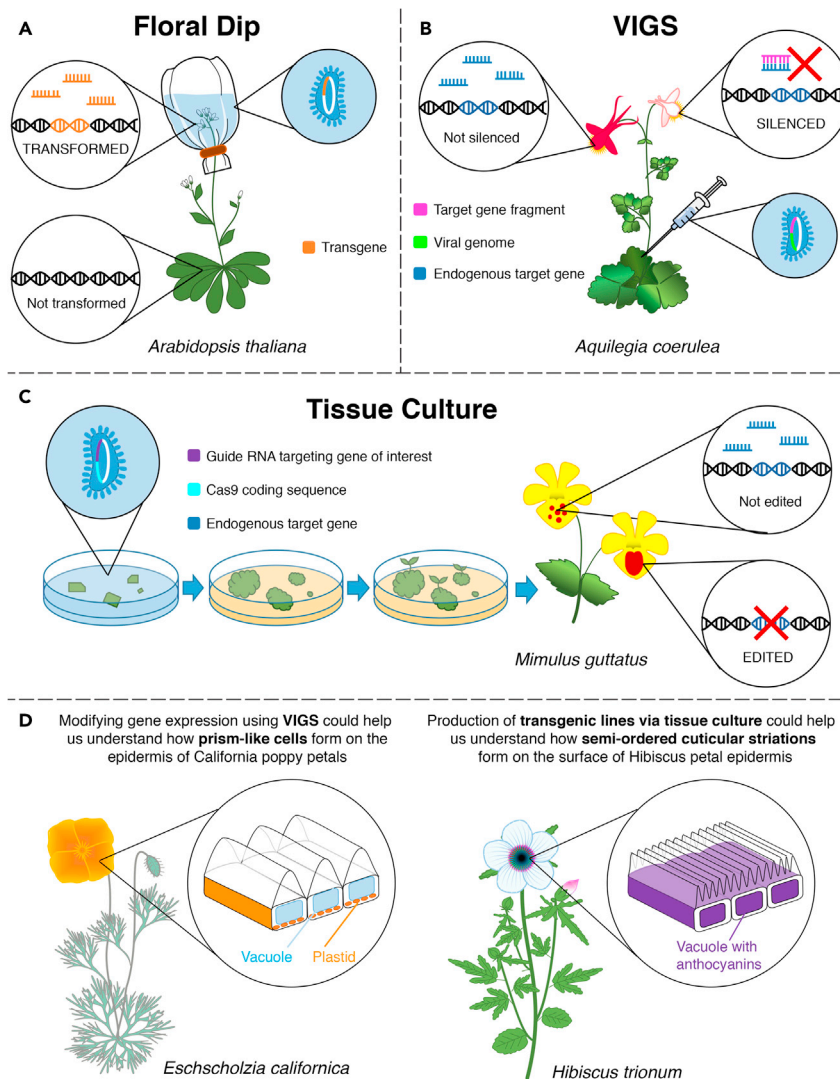 A
Floral Dip
TRANSFORMED
Not transformed
Transgene
Arabidopsis thaliana
B
VIGS
Not silenced
SILENCED
Target gene fragment
Viral genome
Endogenous target gene
Aquilegia coerulea
C
Tissue Culture
Guide RNA targeting gene of interest
Cas9 coding sequence
Endogenous target gene
Not edited
EDITED
Mimulus guttatus
D
Modifying gene expression using VIGS could help
us understand how prism-like cells form on the
epidermis of California poppy petals
Vacuole
Plastid
Eschscholzia californica
Production of transgenic lines via tissue culture could help
us understand how semi-ordered cuticular striations
form on the surface of Hibiscus petal epidermis
Vacuole with
anthocyanins
Hibiscus trionum